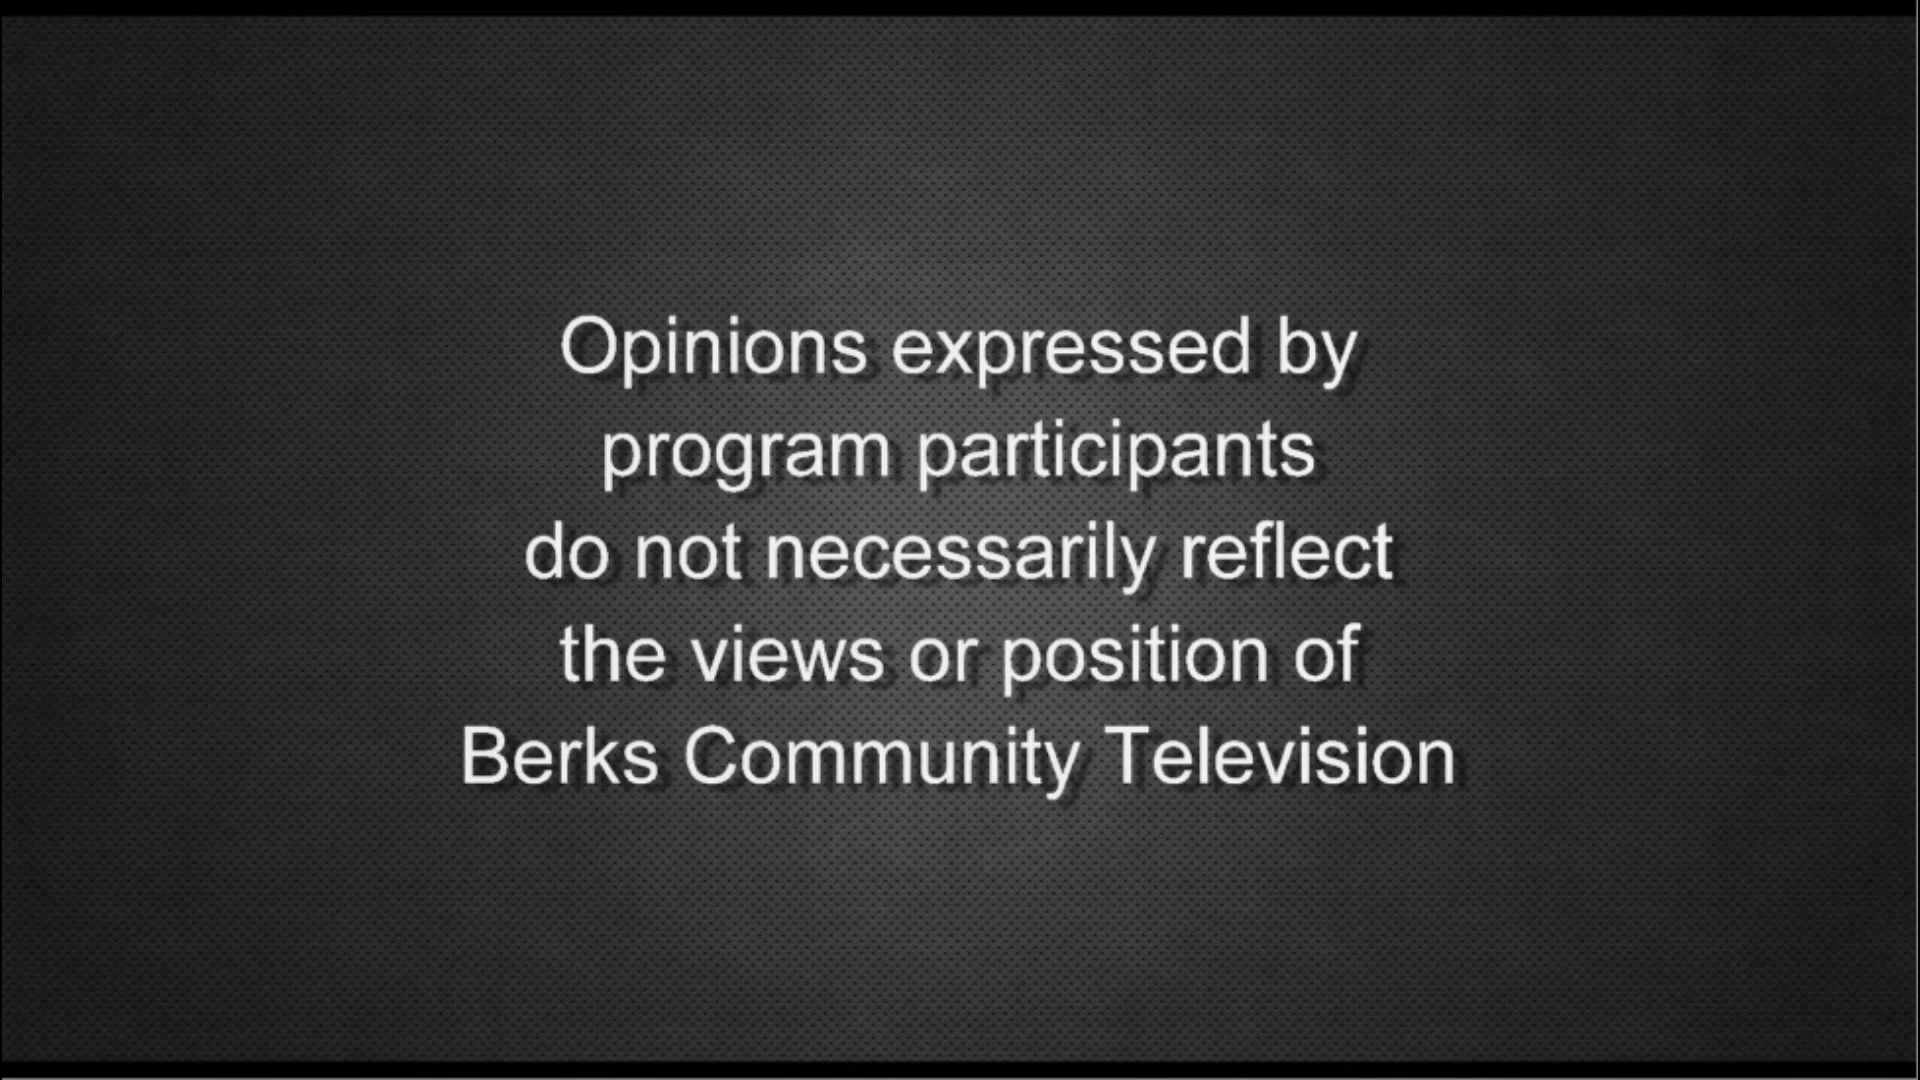 Opinions expressed by
program participants
do not necessarily reflect
the views or position of
Berks Community Television